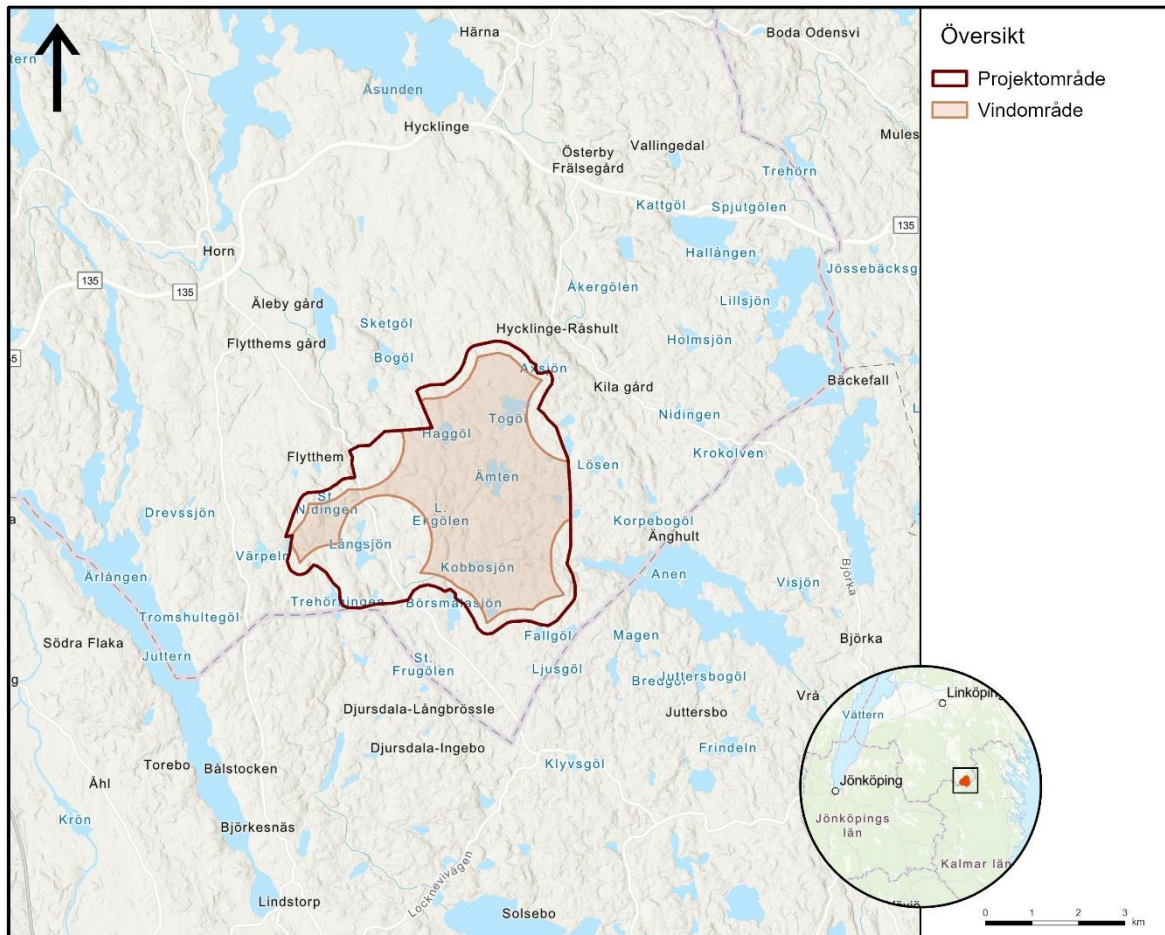 Översikt
Projektområde
Vindområde
Härna
Boda Odensvi
Åsunden
Hycklinge
Österby
Frälsegård
Vallingedal
Mules
Trehörn
Kattgöl
Spjutgölen
135
Horn
Hallången
Jössebäcksg
135
135
Åkergölen
Lillsjön
Äleby gård
Sketgöl
Hycklinge-Råshult
Flytthems gård
Bogöl
Holmsjön
Axsjön
Bäckefall
Kila gård
Togöl
Nidingen
Haggöl
Krokolven
Flytthem
Lösen
Ämten
St.
Nidingen
Drevssjön
L.
Ekgölen
Korpebogöl
Änghult
Långsjön
Värpeln
Kobbosjön
Anen
Visjön
Björka
Ärlången
Trehörningen
Börsmålasjön
Tromshultegöl
Fallgöl
Magen
Björka
Södra Flaka
Juttern
St.
Frugölen
Ljusgöl
Bredgöl
Juttersbogöl
Vrå
Djursdala-Långbrössle
Juttersbo
Djursdala-Ingebo
Frindeln
Torebo
Bålstocken
Klyvsgöl
Åhl
Krön
Björkesnäs
Locknevivägen
Lindstorp
Solsebo
Linköping
Vättern
Jönköping
Jönköpings
län
Kalmar län
0 1 2 3
km